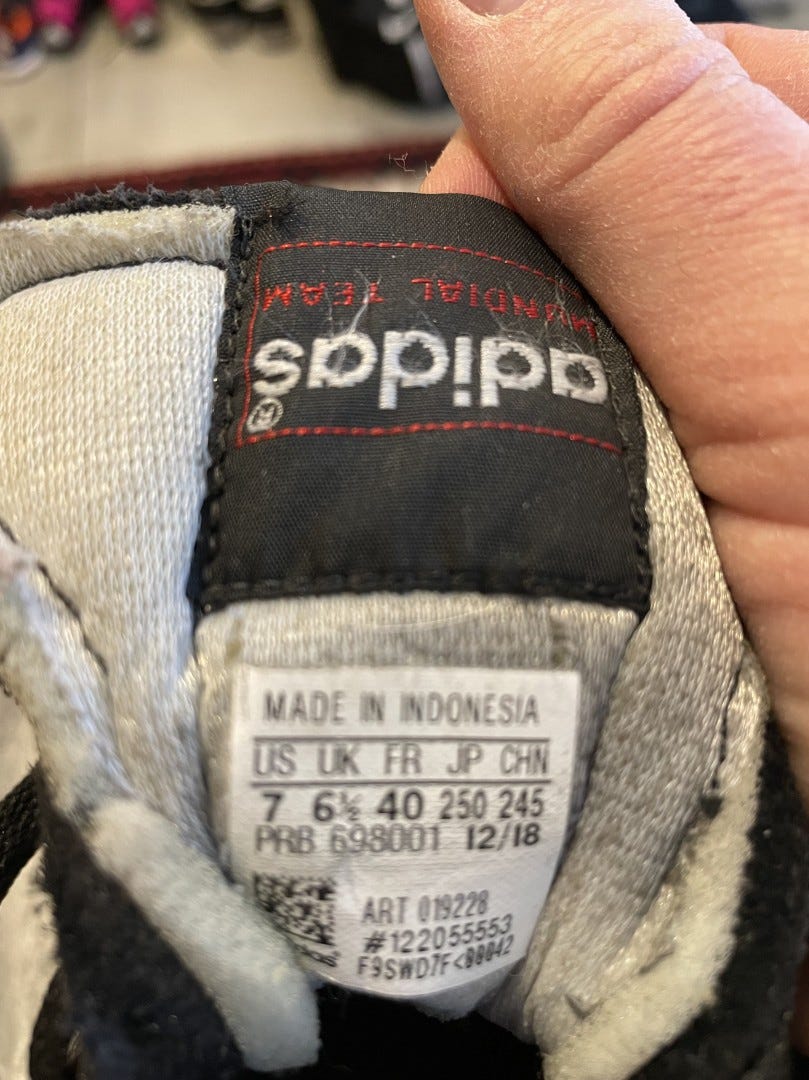 MUNDIAL TEAM
adidas®
MADE IN INDONESIA
US UK FR JP CHN
7 6½ 40 250 245
PRB 698001 12/18
ART 019228
#122055553
F9SWD7F<00042